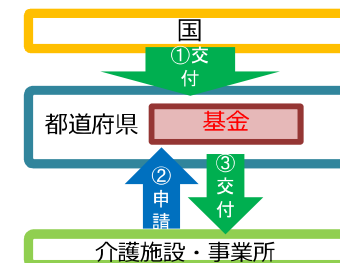 国
①交
付
都道府県
基金
②
申
請
③
交
付
介護施設・事業所